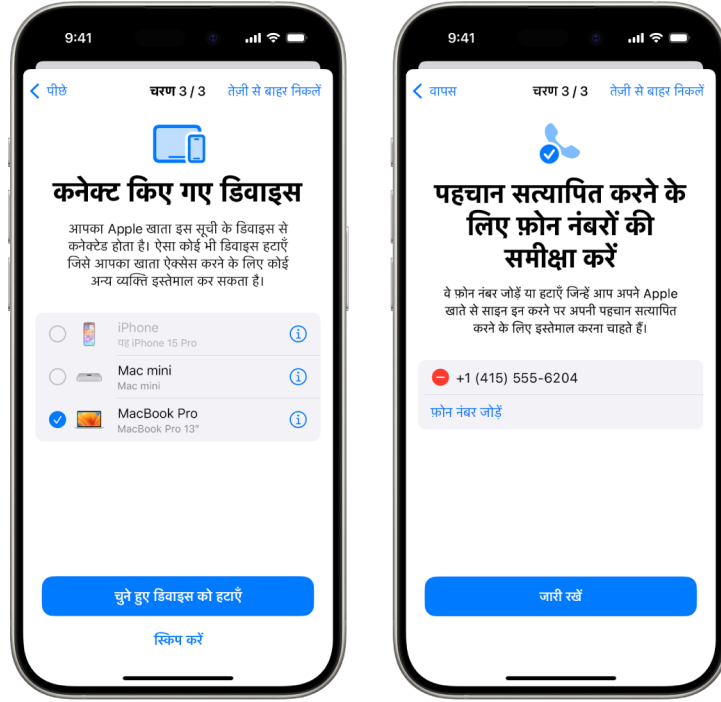 9:41
पीछे
चरण 3 / 3
तेज़ी से बाहर निकलें
कनेक्ट किए गए डिवाइस
आपका Apple खाता इस सूची के डिवाइस से
कनेक्टेड होता है। ऐसा कोई भी डिवाइस हटाएँ
जिसे आपका खाता ऐक्सेस करने के लिए कोई
अन्य व्यक्ति इस्तेमाल कर सकता है।
iPhone
यह iPhone 15 Pro
Mac mini
Mac mini
MacBook Pro
MacBook Pro 13"
चुने हुए डिवाइस को हटाएँ
स्किप करें
9:41
वापस
चरण 3 / 3
तेज़ी से बाहर निकलें
पहचान सत्यापित करने के
लिए फ़ोन नंबरों की
समीक्षा करें
वे फ़ोन नंबर जोड़ें या हटाएँ जिन्हें आप अपने Apple
खाते से साइन इन करने पर अपनी पहचान सत्यापित
करने के लिए इस्तेमाल करना चाहते हैं।
+1 (415) 555-6204
फ़ोन नंबर जोड़ें
जारी रखें